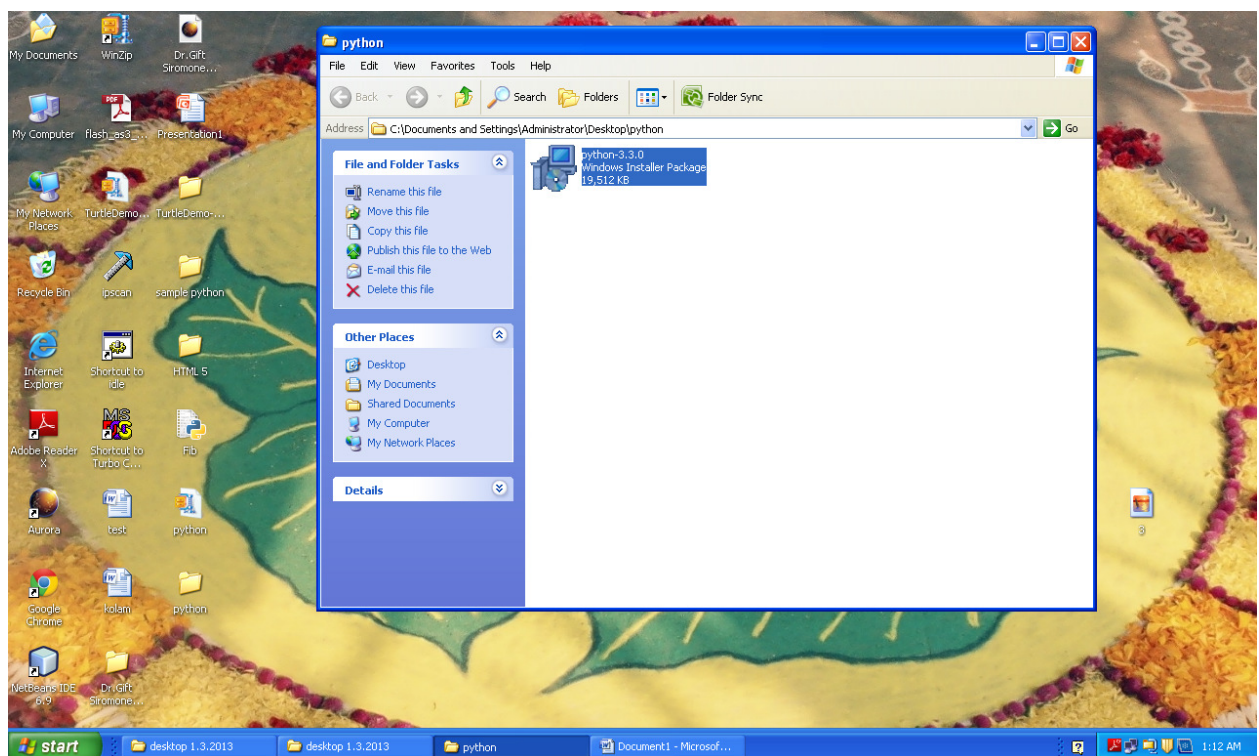 My Documents
WinZip
Dr.Gift
Siromone...
My Computer
PDF
flash_as3_...
Presentation1
My Network
Places
TurtleDemo...
TurtleDemo-...
Recycle Bin
ipscan
sample python
Internet
Explorer
Shortcut to
idle
HTML 5
Adobe Reader
X
MS
DOS
Shortcut to
Turbo C...
Fib
Aurora
test
python
Google
Chrome
kolam
python
NetBeans IDE
6.9
Dr.Gift
Siromone...
3
python
File Edit View Favorites Tools Help
Back Search Folders Folder Sync
Address C:\Documents and Settings\Administrator\Desktop\python Go
File and Folder Tasks
Rename this file
Move this file
Copy this file
Publish this file to the Web
E-mail this file
Delete this file
Other Places
Desktop
My Documents
Shared Documents
My Computer
My Network Places
Details
python-3.3.0
Windows Installer Package
19,512 KB
start desktop 1.3.2013 desktop 1.3.2013 python Document1 - Microsof... 1:12 AM